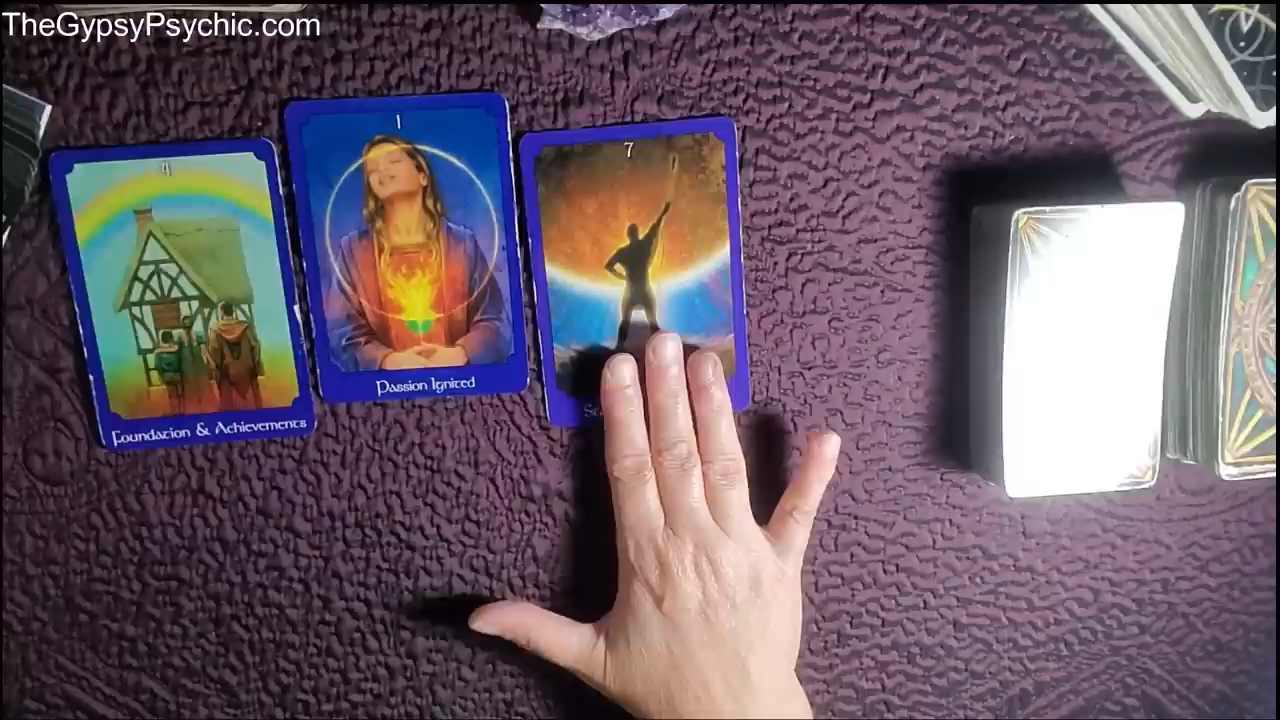 TheGypsyPsychic.com
4
Foundation & Achievements
1
Passion Ignited
7